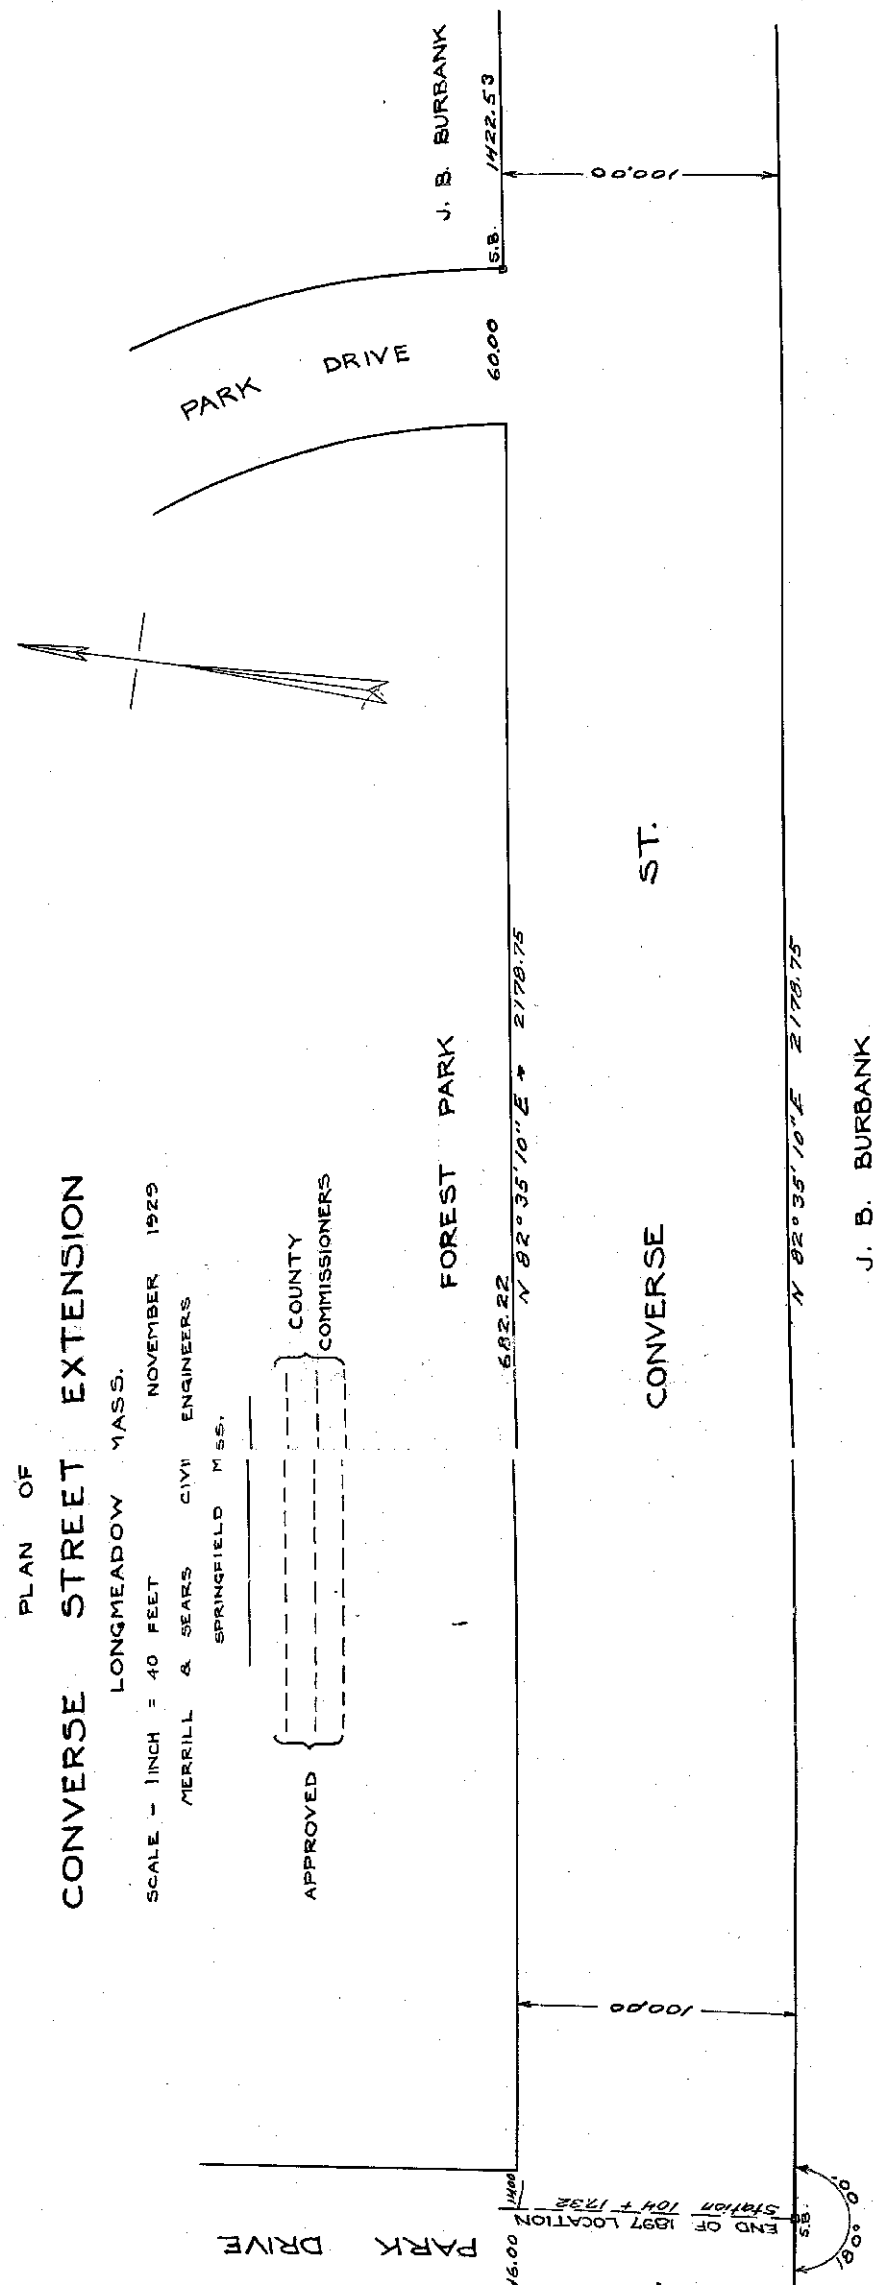 PLAN OF
CONVERSE STREET EXTENSION
LONGMEADOW MASS.
SCALE - 1 INCH = 40 FEET NOVEMBER 1929
MERRILL & SEARS CIVIL ENGINEERS
SPRINGFIELD M SS.
APPROVED
COUNTY
COMMISSIONERS
PARK DRIVE
J. B. BURBANK
FOREST PARK
PARK DRIVE
16.00
14.00
682.22
60.00
S.B.
1422.53
N 82° 35' 10" E 2178.75
END OF 1897 LOCATION
Station 104 + 17.32
100.00
CONVERSE ST.
100.00
S.B.
N 82° 35' 10" E 2178.75
180° 00'
J. B. BURBANK